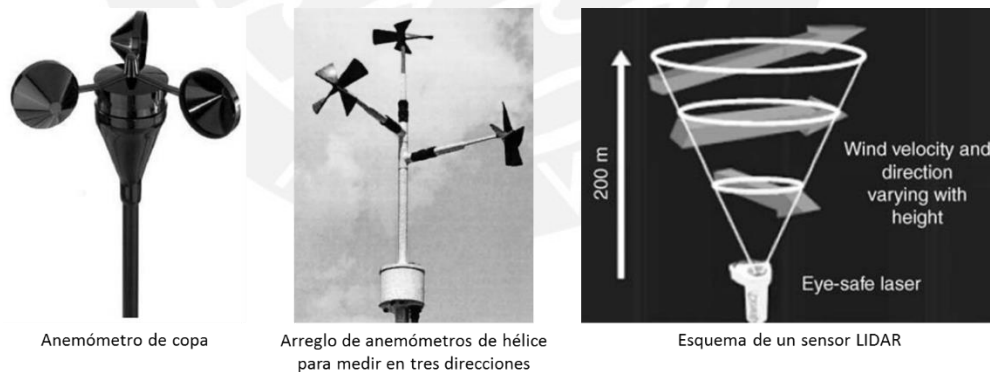 200 m
Wind velocity and
direction
varying with
height
Eye-safe laser
Anemómetro de copa
Arreglo de anemómetros de hélice
para medir en tres direcciones
Esquema de un sensor LIDAR